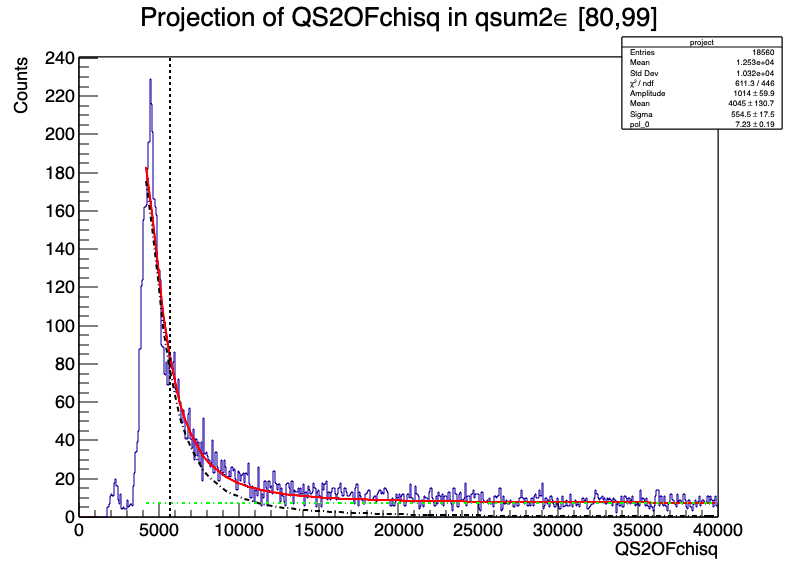 Projection of QS2OFchisq in qsum2∈ [80,99]
project
Entries 18560
Mean 1.253e+04
Std Dev 1.032e+04
χ² / ndf 611.3 / 446
Amplitude 1014 ± 59.9
Mean 4045 ± 130.7
Sigma 554.5 ± 17.5
pol_0 7.23 ± 0.19
Counts
240
220
200
180
160
140
120
100
80
60
40
20
0
0 5000 10000 15000 20000 25000 30000 35000 40000
QS2OFchisq